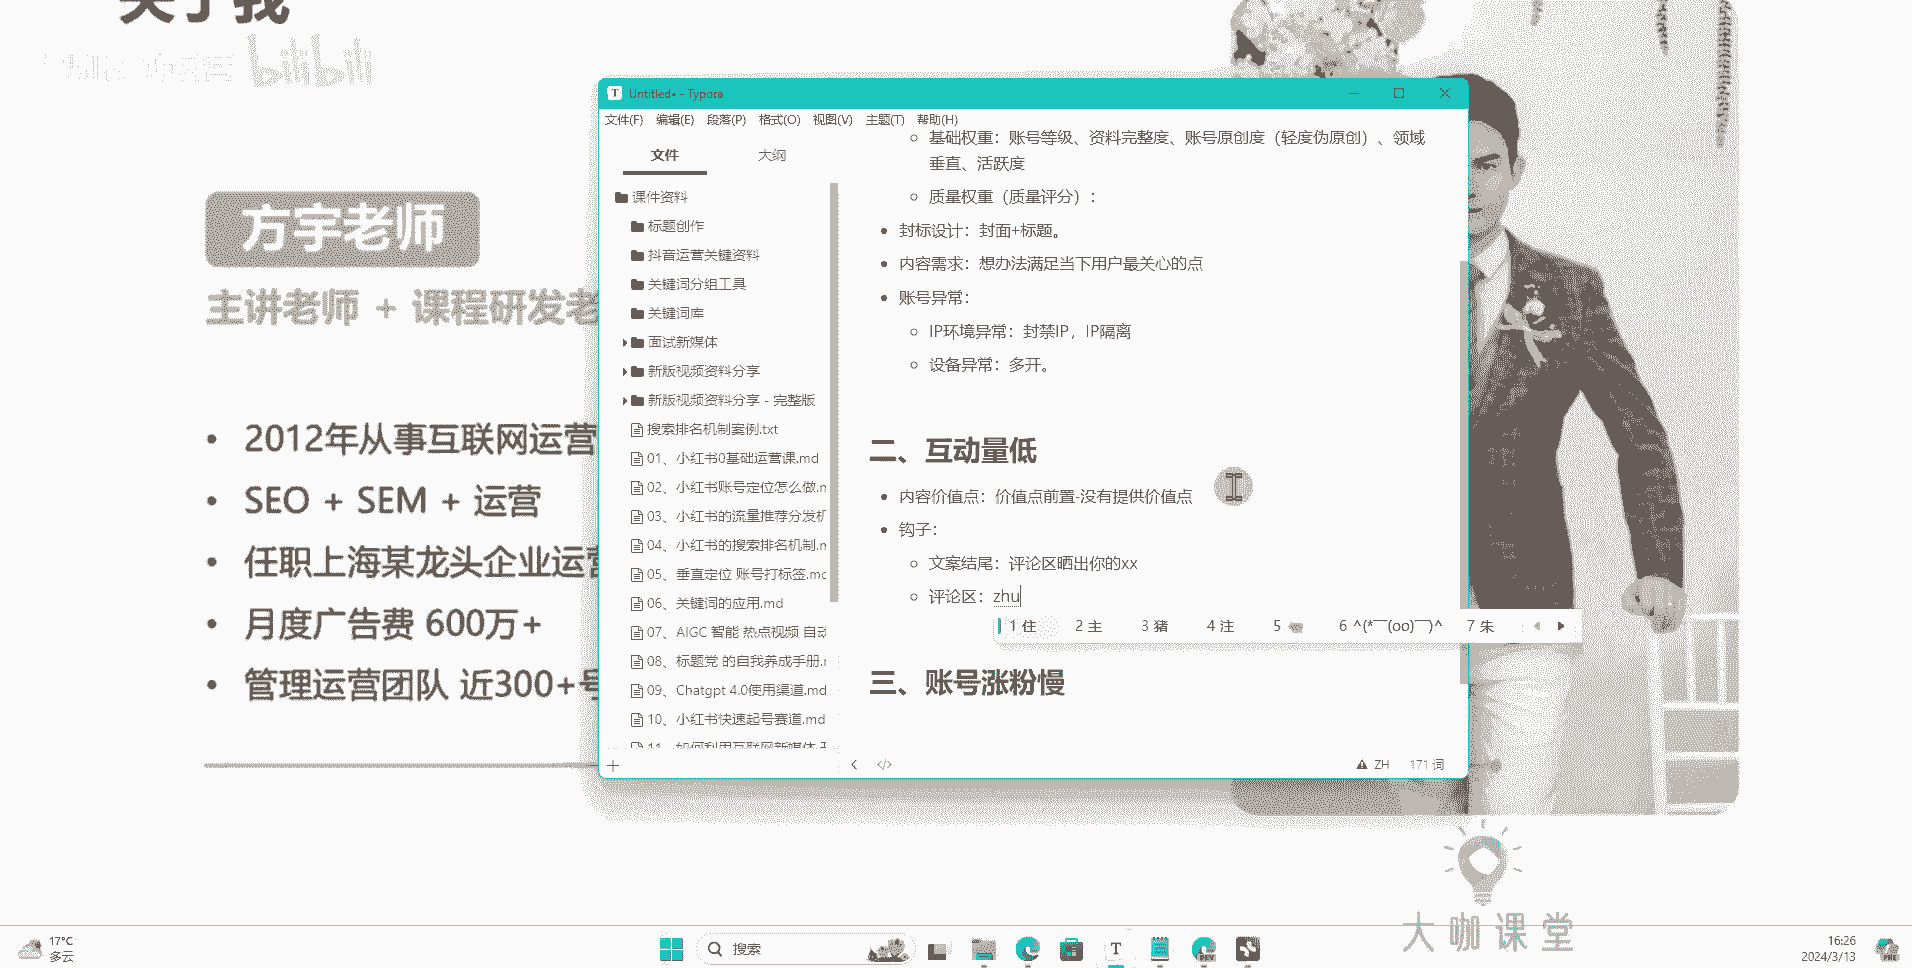 关于我
bilibili
方宇老师
主讲老师 + 课程研发老
2012年从事互联网运营
SEO + SEM + 运营
任职上海某龙头企业运营
月度广告费 600万+
管理运营团队 近300+号
Untitled• - Typora
文件(F) 编辑(E) 段落(P) 格式(O) 视图(V) 主题(T) 帮助(H)
文件 大纲
课件资料
标题创作
抖音运营关键资料
关键词分组工具
关键词库
面试新媒体
新版视频资料分享
新版视频资料分享 - 完整版
搜索排名机制案例.txt
01、小红书0基础运营课.md
02、小红书账号定位怎么做.m
03、小红书的流量推荐分发机
04、小红书的搜索排名机制.m
05、垂直定位 账号打标签.md
06、关键词的应用.md
07、AIGC 智能 热点视频 自动
08、标题党 的自我养成手册.m
09、Chatgpt 4.0使用渠道.md
10、小红书快速起号赛道.md
11、如何利用互联网新媒体
基础权重：账号等级、资料完整度、账号原创度（轻度伪原创）、领域
垂直、活跃度
质量权重（质量评分）：
封标设计：封面+标题。
内容需求：想办法满足当下用户最关心的点
账号异常：
IP环境异常：封禁IP，IP隔离
设备异常：多开。
二、互动量低
内容价值点：价值点前置-没有提供价值点
钩子：
文案结尾：评论区晒出你的xx
评论区：zhu
1 住 2 主 3 猪 4 注 5 6 ^(*￣(oo)￣)^ 7 朱
三、账号涨粉慢
ZH 171 词
大咖课堂
17°C
多云
搜索
T
DEV
16:26
2024/3/13
PRE